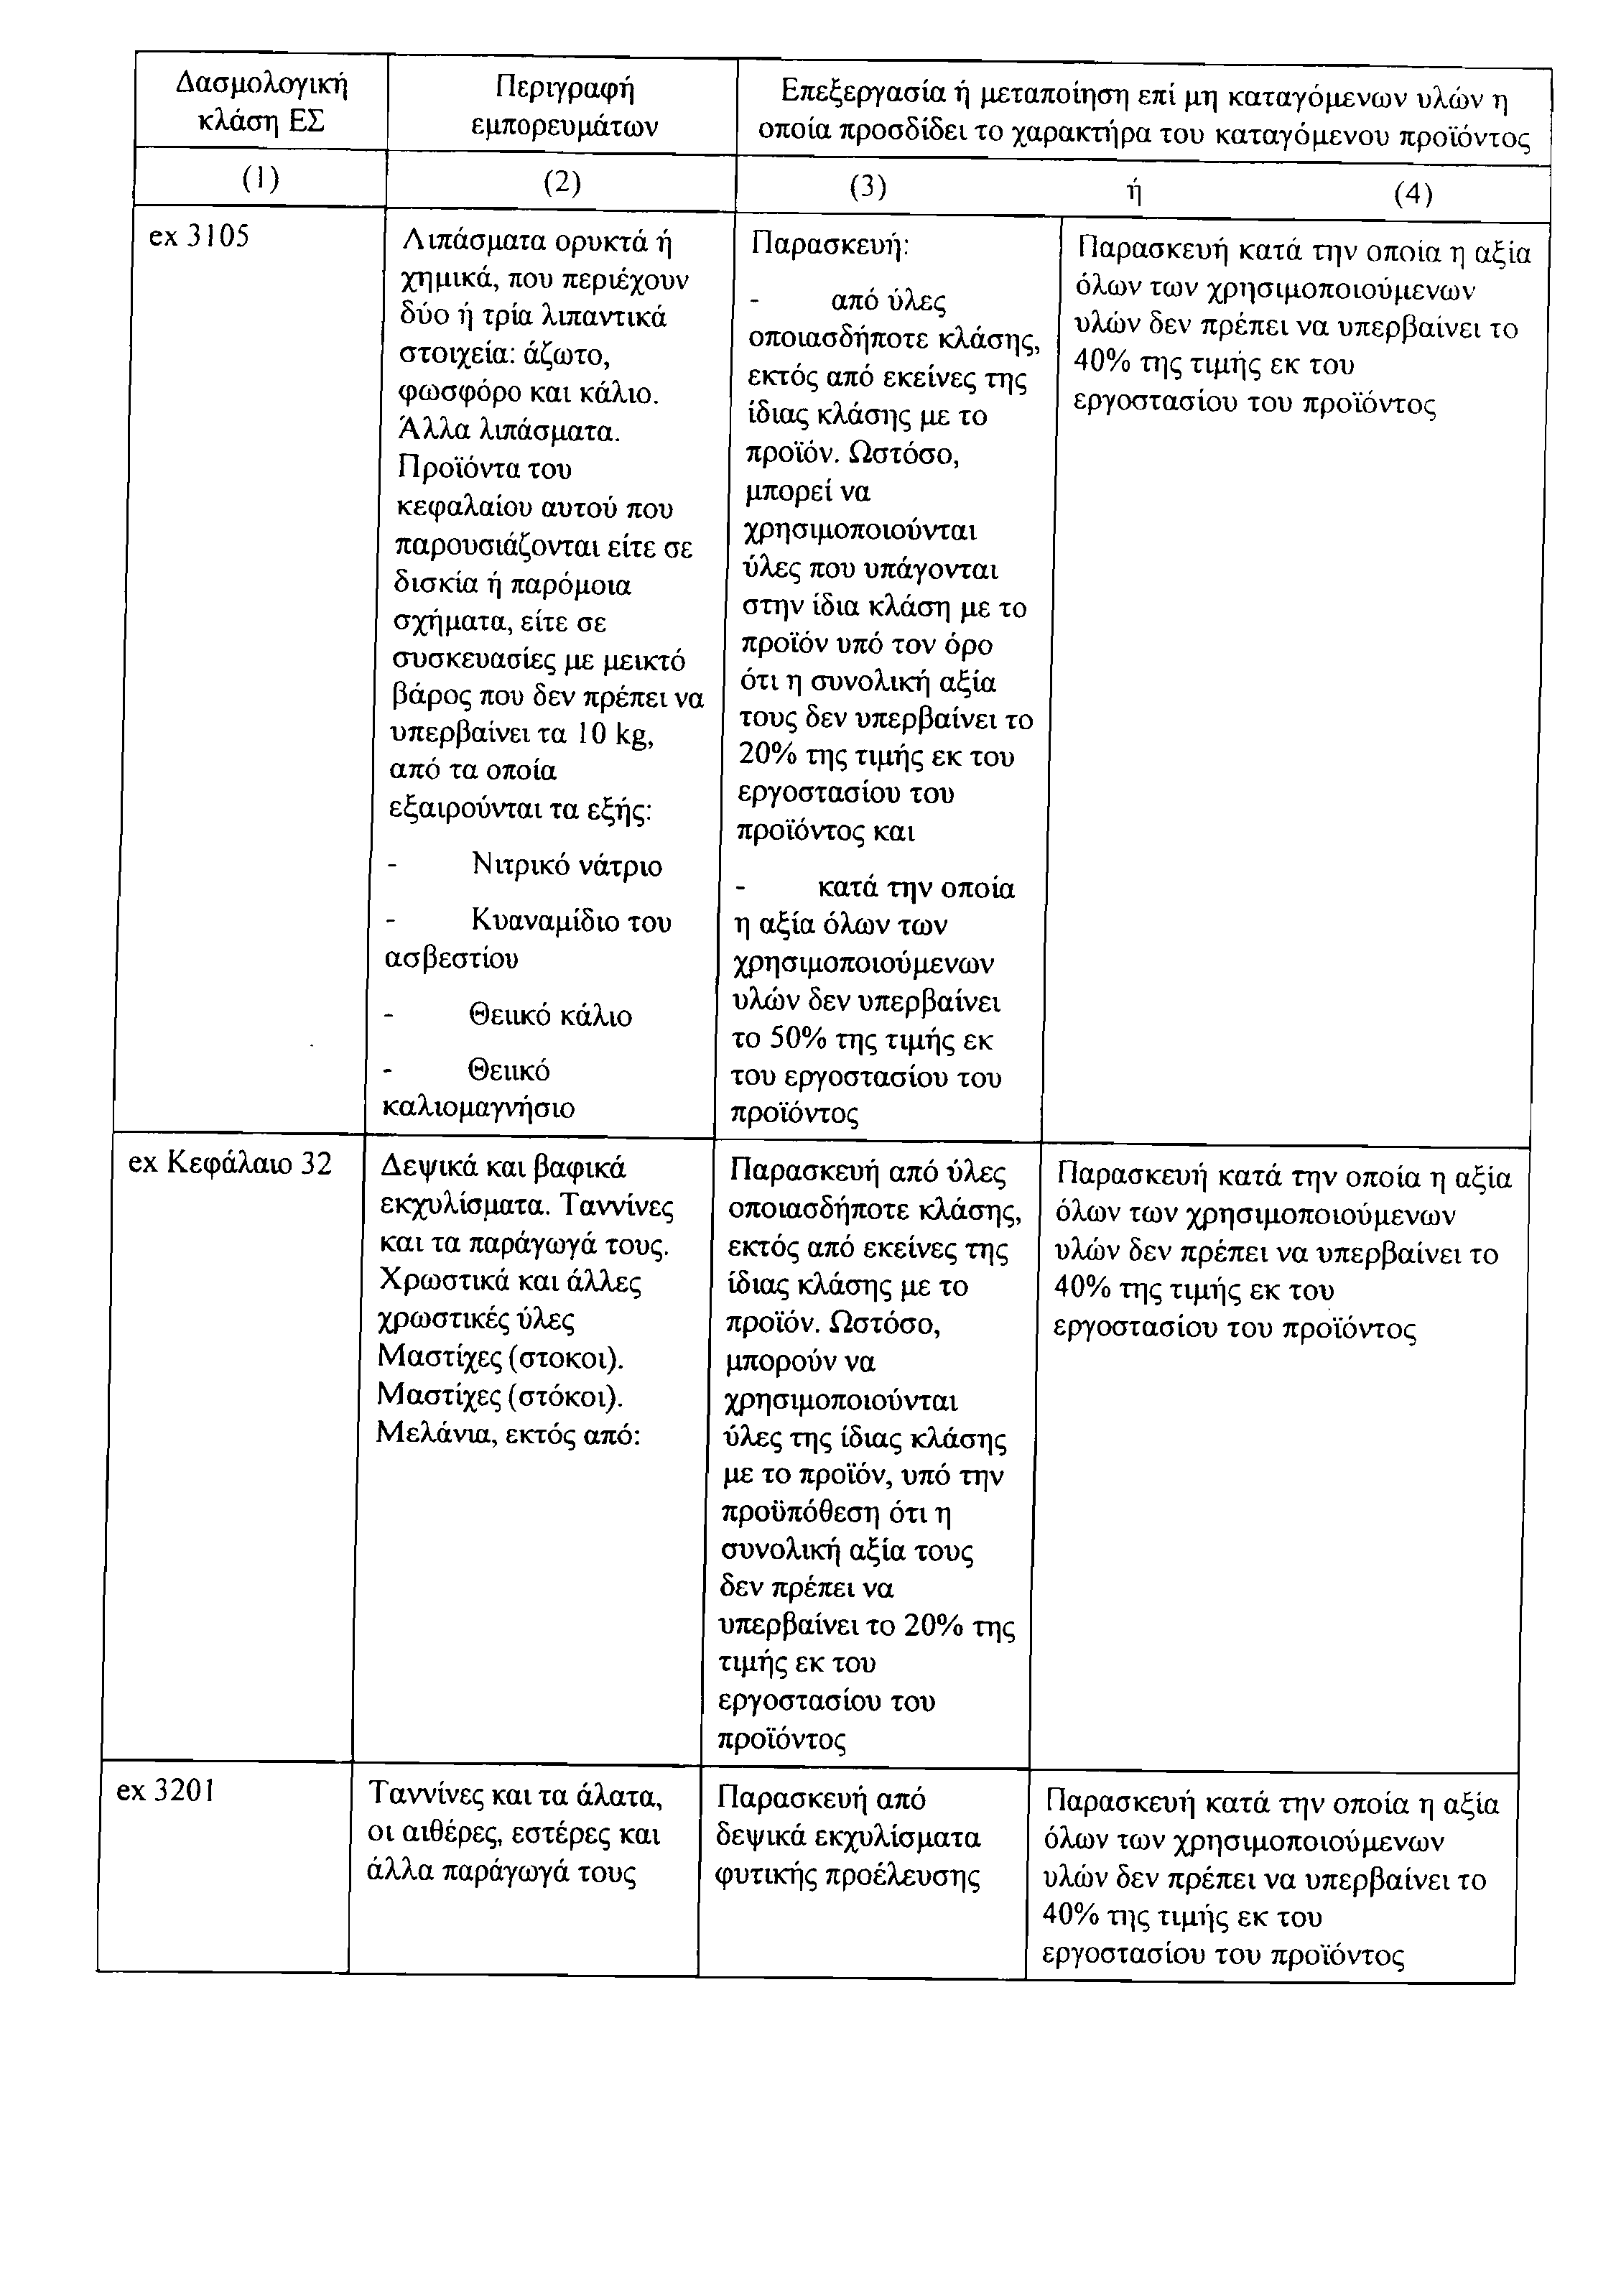 Δασμολογική
κλάση ΕΣ
Περιγραφή
εμπορευμάτων
Επεξεργασία ή μεταποίηση επί μη καταγόμενων υλών η
οποία προσδίδει το χαρακτήρα του καταγόμενου προϊόντος
(1)
(2)
(3) ή (4)
ex 3105
Λιπάσματα ορυκτά ή
χημικά, που περιέχουν
δύο ή τρία λιπαντικά
στοιχεία: άζωτο,
φωσφόρο και κάλιο.
Άλλα λιπάσματα.
Προϊόντα του
κεφαλαίου αυτού που
παρουσιάζονται είτε σε
δισκία ή παρόμοια
σχήματα, είτε σε
συσκευασίες με μεικτό
βάρος που δεν πρέπει να
υπερβαίνει τα 10 kg,
από τα οποία
εξαιρούνται τα εξής:
- Νιτρικό νάτριο
- Κυαναμίδιο του
ασβεστίου
- Θειικό κάλιο
- Θειικό
καλιομαγνήσιο
Παρασκευή:
- από ύλες
οποιασδήποτε κλάσης,
εκτός από εκείνες της
ίδιας κλάσης με το
προϊόν. Ωστόσο,
μπορεί να
χρησιμοποιούνται
ύλες που υπάγονται
στην ίδια κλάση με το
προϊόν υπό τον όρο
ότι η συνολική αξία
τους δεν υπερβαίνει το
20% της τιμής εκ του
εργοστασίου του
προϊόντος και
- κατά την οποία
η αξία όλων των
χρησιμοποιούμενων
υλών δεν υπερβαίνει
το 50% της τιμής εκ
του εργοστασίου του
προϊόντος
Παρασκευή κατά την οποία η αξία
όλων των χρησιμοποιούμενων
υλών δεν πρέπει να υπερβαίνει το
40% της τιμής εκ του
εργοστασίου του προϊόντος
ex Κεφάλαιο 32
Δεψικά και βαφικά
εκχυλίσματα. Ταννίνες
και τα παράγωγά τους.
Χρωστικά και άλλες
χρωστικές ύλες
Μαστίχες (στοκοι).
Μαστίχες (στόκοι).
Μελάνια, εκτός από:
Παρασκευή από ύλες
οποιασδήποτε κλάσης,
εκτός από εκείνες της
ίδιας κλάσης με το
προϊόν. Ωστόσο,
μπορούν να
χρησιμοποιούνται
ύλες της ίδιας κλάσης
με το προϊόν, υπό την
προϋπόθεση ότι η
συνολική αξία τους
δεν πρέπει να
υπερβαίνει το 20% της
τιμής εκ του
εργοστασίου του
προϊόντος
Παρασκευή κατά την οποία η αξία
όλων των χρησιμοποιούμενων
υλών δεν πρέπει να υπερβαίνει το
40% της τιμής εκ του
εργοστασίου του προϊόντος
ex 3201
Ταννίνες και τα άλατα,
οι αιθέρες, εστέρες και
άλλα παράγωγά τους
Παρασκευή από
δεψικά εκχυλίσματα
φυτικής προέλευσης
Παρασκευή κατά την οποία η αξία
όλων των χρησιμοποιούμενων
υλών δεν πρέπει να υπερβαίνει το
40% της τιμής εκ του
εργοστασίου του προϊόντος